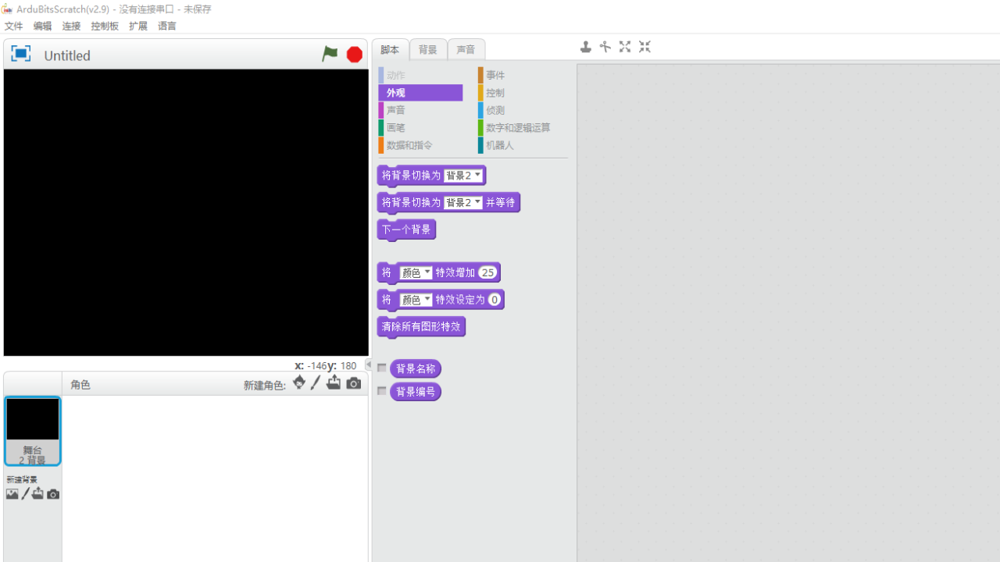 ArduBitsScratch(v2.9) - 没有连接串口 - 未保存
文件 编辑 连接 控制板 扩展 语言
Untitled
脚本 背景 声音
动作 事件
外观 控制
声音 侦测
画笔 数字和逻辑运算
数据和指令 机器人
将背景切换为 背景2
将背景切换为 背景2 并等待
下一个背景
将 颜色 特效增加 25
将 颜色 特效设定为 0
清除所有图形特效
背景名称
背景编号
x: -146 y: 180
角色 新建角色:
舞台
2 背景
新建背景